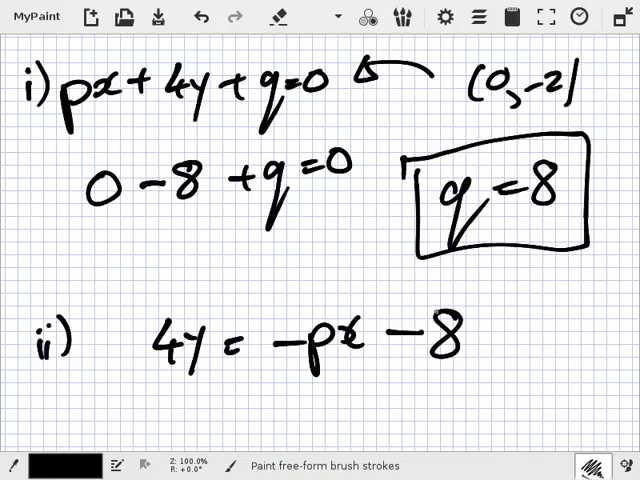 MyPaint
i) px + 4y + q = 0 (0, -2)
0 - 8 + q = 0 q = 8
ii) 4y = -px - 8
Z: 100.0%
R: +0.0°
Paint free-form brush strokes